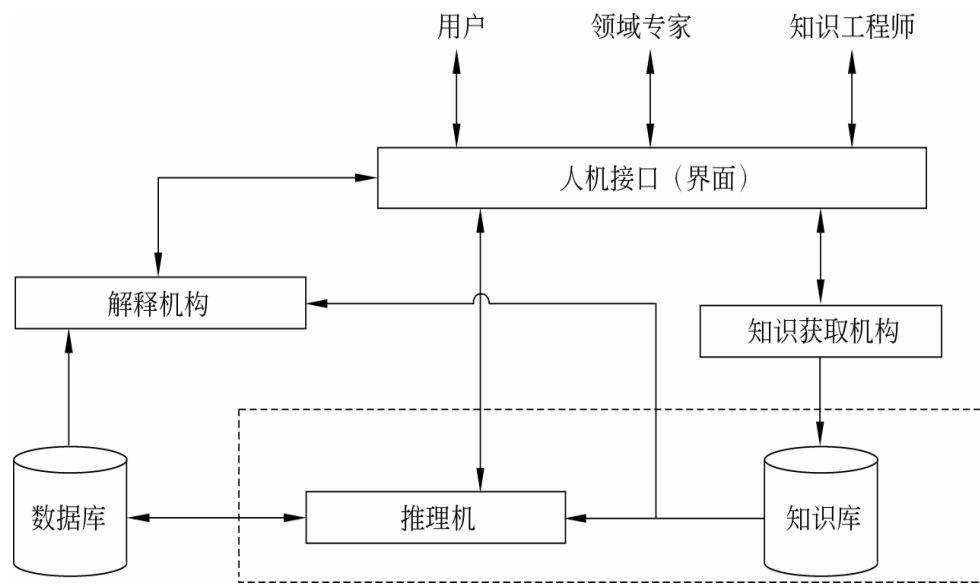 用户 领域专家 知识工程师
人机接口（界面）
解释机构
知识获取机构
数据库 推理机 知识库